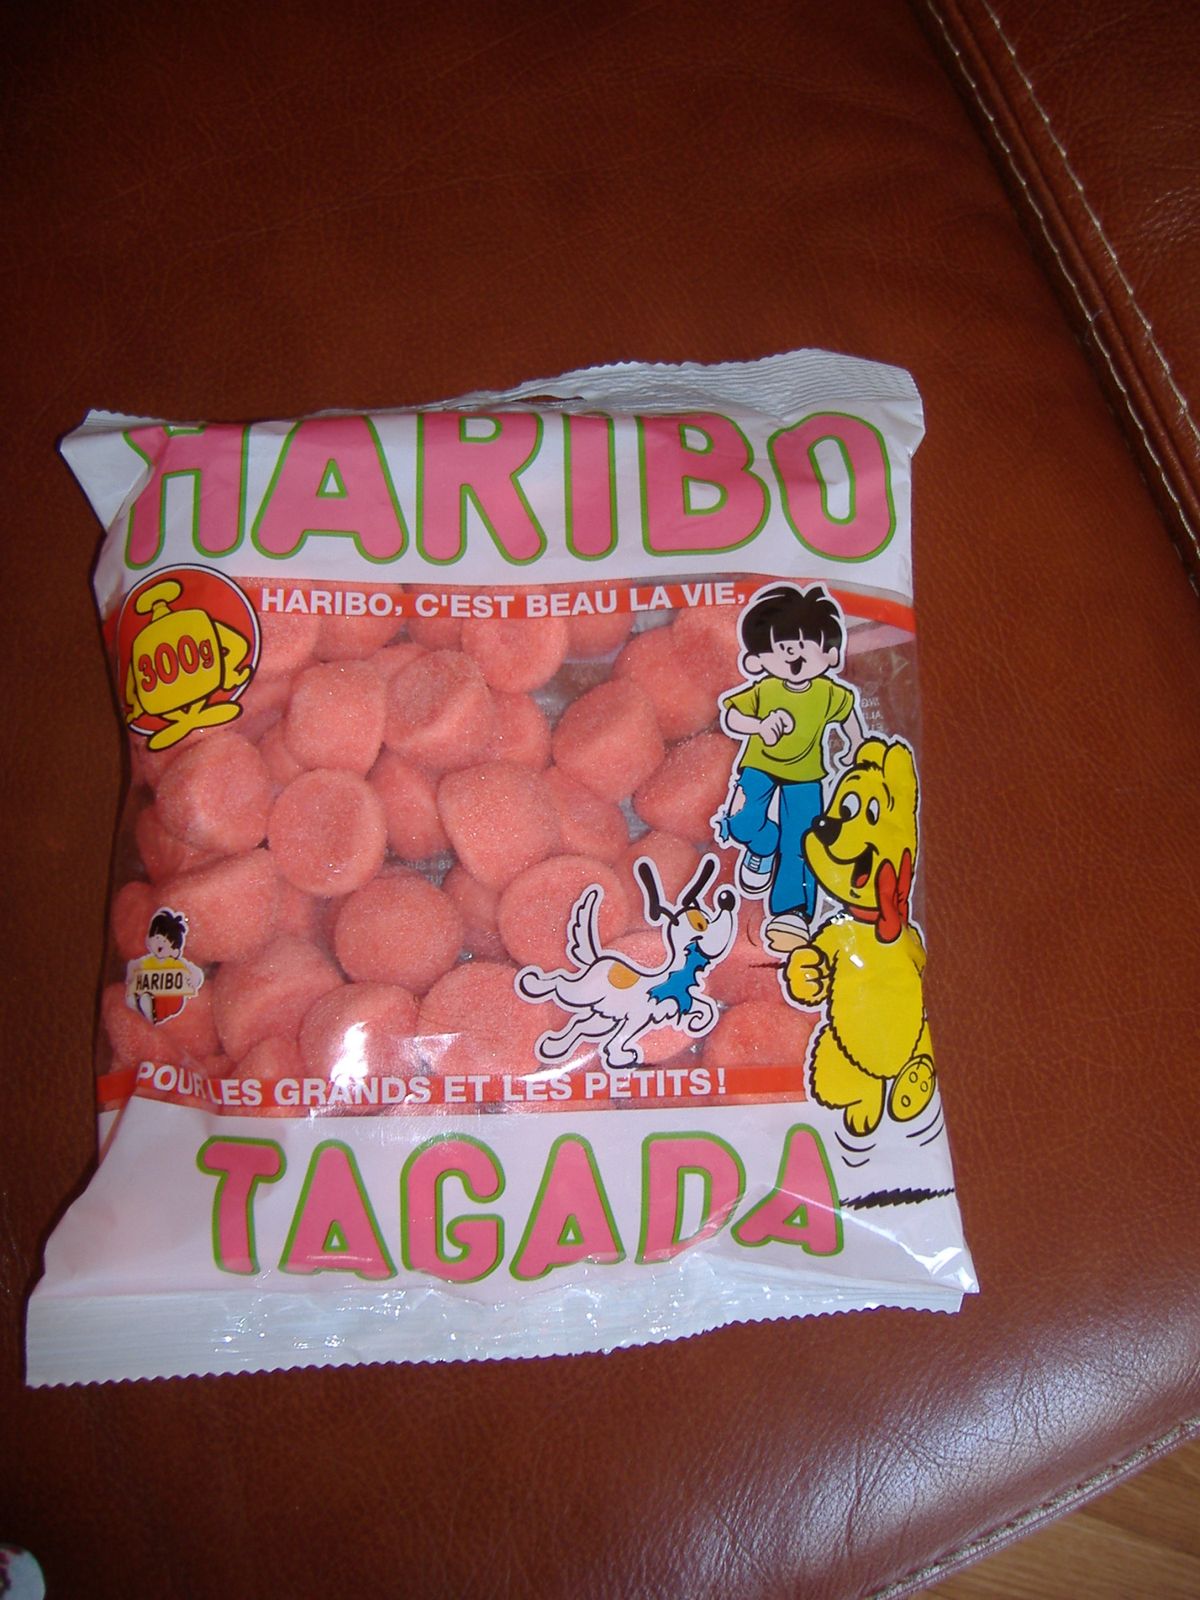 HARIBO
HARIBO, C'EST BEAU LA VIE,
300g
HARIBO
POUR LES GRANDS ET LES PETITS!
TAGADA